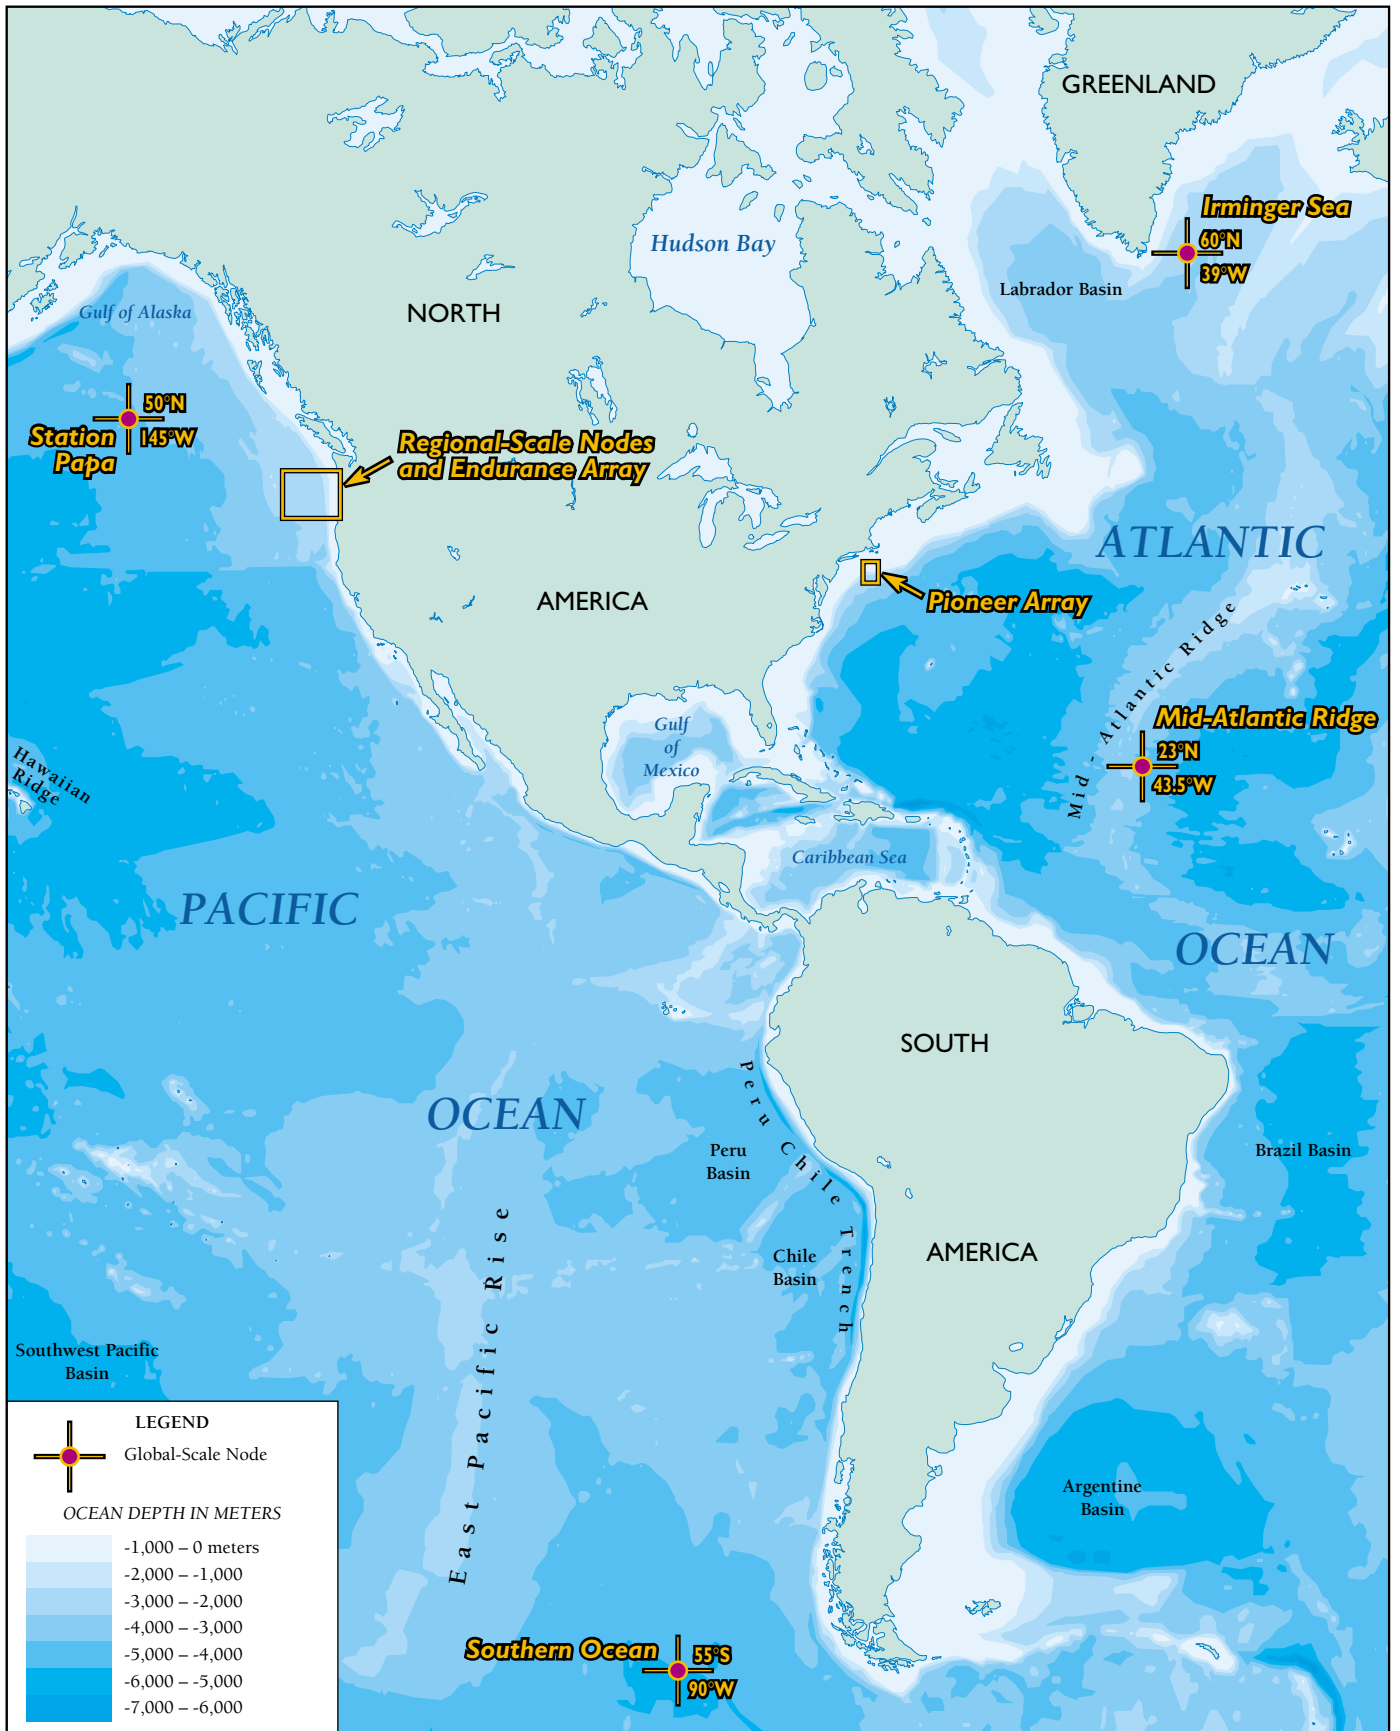 GREENLAND
Irminger Sea
60°N
39°W
Hudson Bay
Labrador Basin
Gulf of Alaska
NORTH
50°N
145°W
Station
Papa
Regional-Scale Nodes
and Endurance Array
ATLANTIC
AMERICA
Pioneer Array
Mid - Atlantic Ridge
Mid-Atlantic Ridge
23°N
43.5°W
Gulf
of
Mexico
Hawaiian
Ridge
Caribbean Sea
PACIFIC
OCEAN
SOUTH
OCEAN
Peru Chile Trench
Peru
Basin
Brazil Basin
East Pacific Rise
AMERICA
Chile
Basin
Southwest Pacific
Basin
Argentine
Basin
Southern Ocean
55°S
90°W
LEGEND
Global-Scale Node
OCEAN DEPTH IN METERS
-1,000 – 0 meters
-2,000 – -1,000
-3,000 – -2,000
-4,000 – -3,000
-5,000 – -4,000
-6,000 – -5,000
-7,000 – -6,000